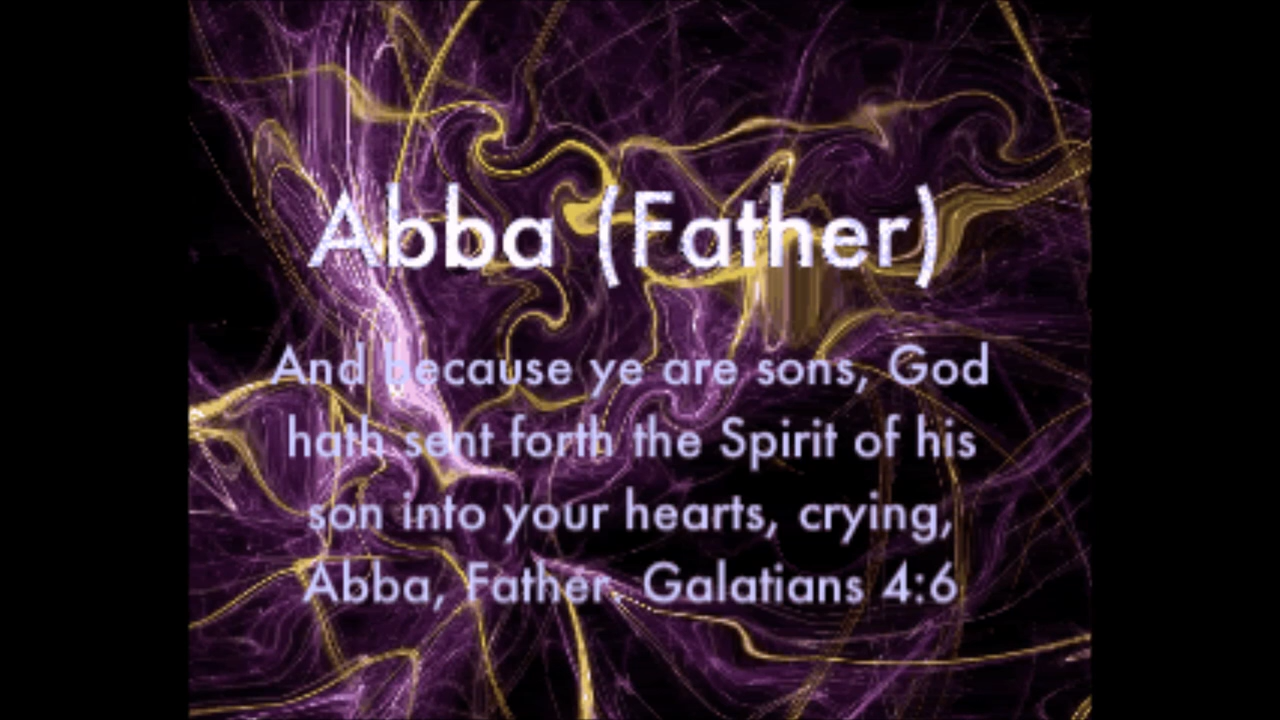 Abba (Father)
And because ye are sons, God
hath sent forth the Spirit of his
son into your hearts, crying,
Abba, Father. Galatians 4:6